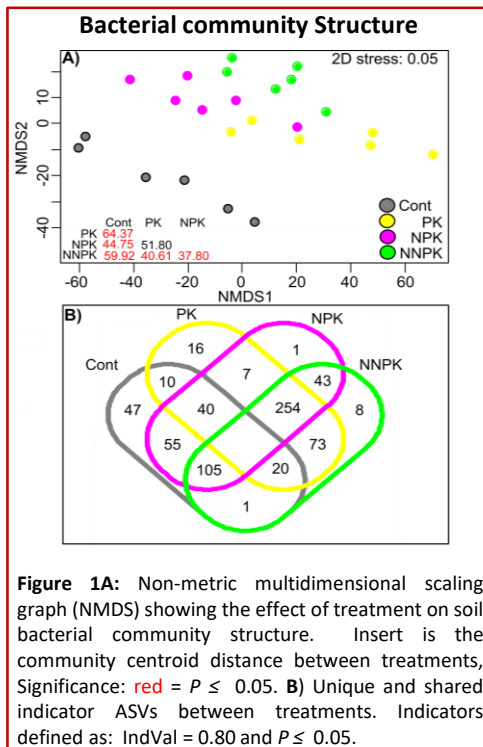 Bacterial community Structure
A)
2D stress: 0.05
NMDS2
10
0
-20
-40
Cont
PK
NPK
NNPK
Cont PK NPK
PK 64.37
NPK 44.75 51.80
NNPK 59.92 40.61 37.80
-60 -40 -20 0 20 40 60
NMDS1
B)
PK NPK
Cont NNPK
16 1
10 7 43
47 40 254 8
55 73
105 20
1
Figure 1A: Non-metric multidimensional scaling
graph (NMDS) showing the effect of treatment on soil
bacterial community structure. Insert is the
community centroid distance between treatments,
Significance: red = P ≤ 0.05. B) Unique and shared
indicator ASVs between treatments. Indicators
defined as: IndVal = 0.80 and P ≤ 0.05.